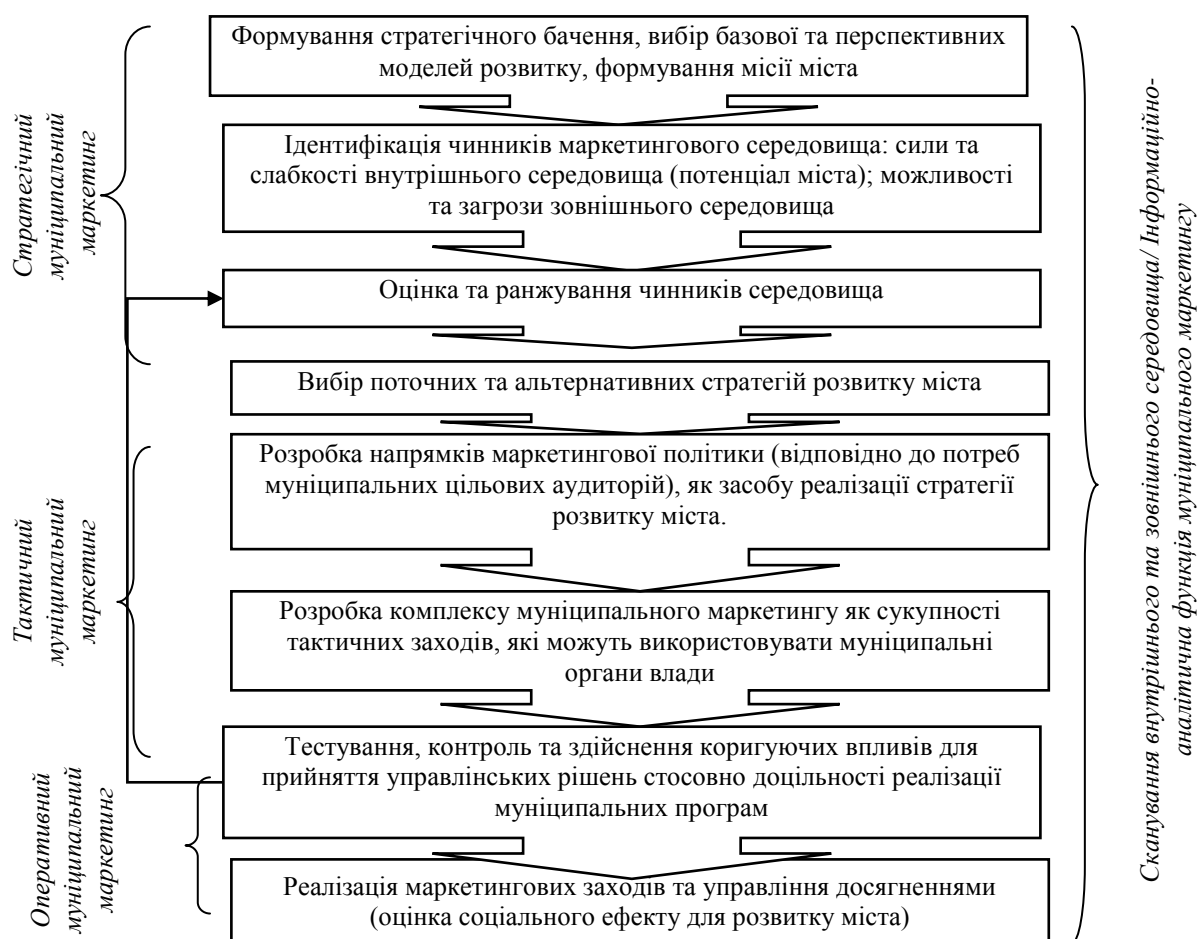 Формування стратегічного бачення, вибір базової та перспективних
моделей розвитку, формування місії міста
Стратегічний
муніципальний
маркетинг
Ідентифікація чинників маркетингового середовища: сили та
слабкості внутрішнього середовища (потенціал міста); можливості
та загрози зовнішнього середовища
Оцінка та ранжування чинників середовища
Вибір поточних та альтернативних стратегій розвитку міста
Тактичний
муніципальний
маркетинг
Розробка напрямків маркетингової політики (відповідно до потреб
муніципальних цільових аудиторій), як засобу реалізації стратегії
розвитку міста.
Розробка комплексу муніципального маркетингу як сукупності
тактичних заходів, які можуть використовувати муніципальні
органи влади
Оперативний
муніципальний
маркетинг
Тестування, контроль та здійснення коригуючих впливів для
прийняття управлінських рішень стосовно доцільності реалізації
муніципальних програм
Реалізація маркетингових заходів та управління досягненнями
(оцінка соціального ефекту для розвитку міста)
Сканування внутрішнього та зовнішнього середовища/ Інформаційно-
аналітична функція муніципального маркетингу